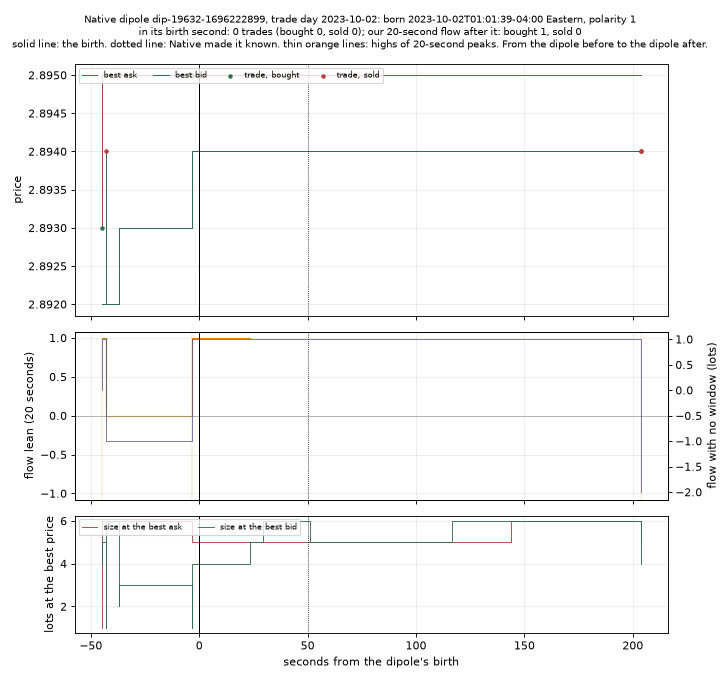 Native dipole dip-19632-1696222899, trade day 2023-10-02: born 2023-10-02T01:01:39-04:00 Eastern, polarity 1
in its birth second: 0 trades (bought 0, sold 0); our 20-second flow after it: bought 1, sold 0
solid line: the birth. dotted line: Native made it known. thin orange lines: highs of 20-second peaks. From the dipole before to the dipole after.
best ask best bid trade, bought trade, sold
2.8950
2.8945
2.8940
2.8935
2.8930
2.8925
2.8920
price
1.0
0.5
0.0
−0.5
−1.0
flow lean (20 seconds)
1.0
0.5
0.0
−0.5
−1.0
−1.5
−2.0
flow with no window (lots)
size at the best ask size at the best bid
6
4
2
lots at the best price
−50 0 50 100 150 200
seconds from the dipole's birth